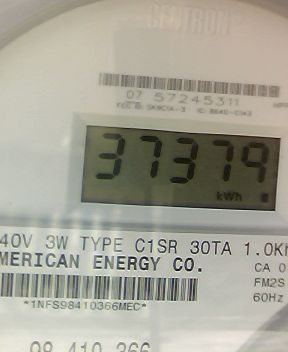 CENTRON
07 57245311
37379
kWh
40V 3W TYPE C1SR 30TA 1.0K
MERICAN ENERGY CO.
CA 0
FM2S
60Hz
*1NFS98410366MEC*
98 410 366